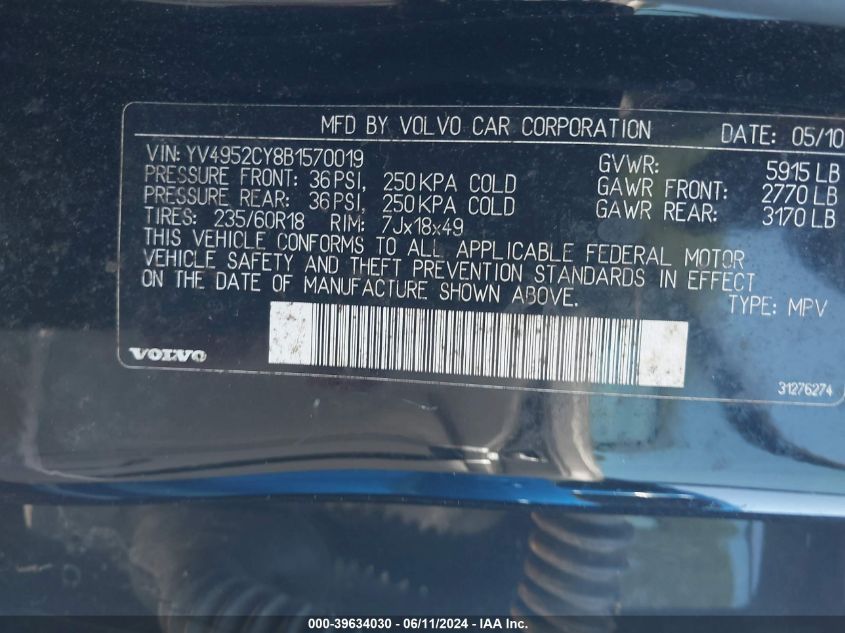 MFD BY VOLVO CAR CORPORATION DATE: 05/10
VIN: YV4952CY8B1570019 GVWR: 5915 LB
PRESSURE FRONT: 36 PSI, 250 KPA COLD GAWR FRONT: 2770 LB
PRESSURE REAR: 36 PSI, 250 KPA COLD GAWR REAR: 3170 LB
TIRES: 235/60R18 RIM: 7Jx18x49
THIS VEHICLE CONFORMS TO ALL APPLICABLE FEDERAL MOTOR
VEHICLE SAFETY AND THEFT PREVENTION STANDARDS IN EFFECT
ON THE DATE OF MANUFACTURE SHOWN ABOVE.
TYPE: MPV
VOLVO
31276274
000-39634030 - 06/11/2024 - IAA Inc.